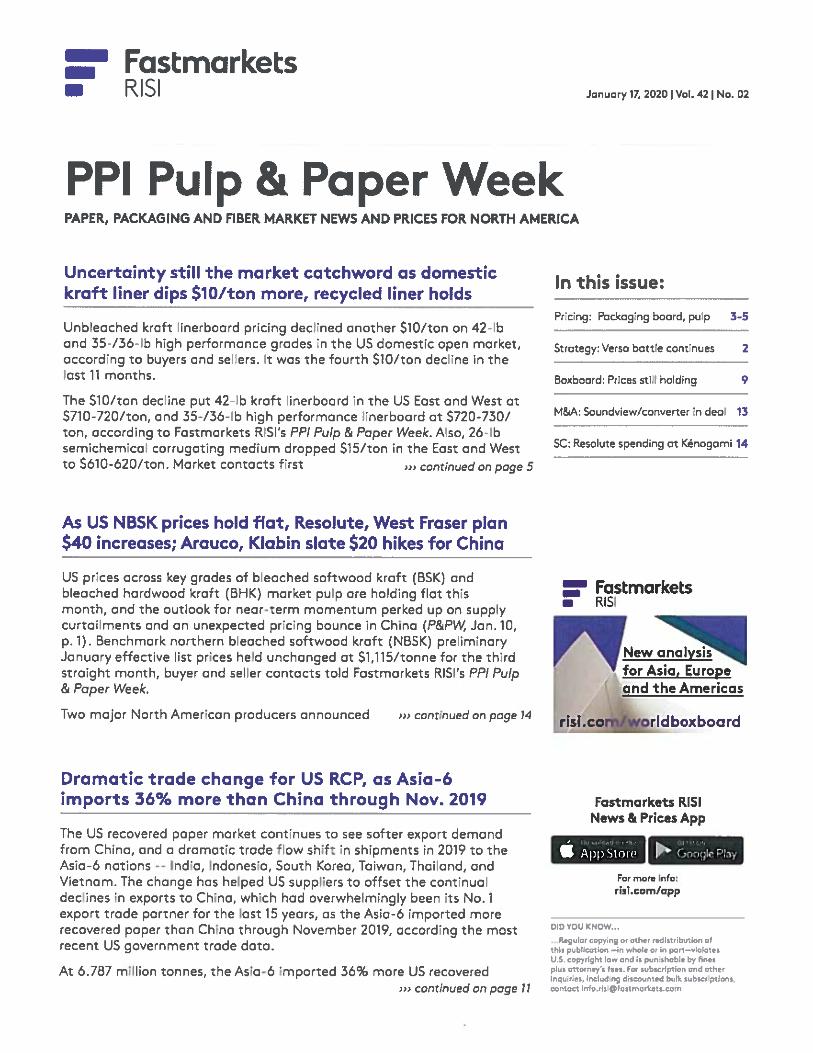 Fastmarkets
RISI
January 17, 2020 | Vol. 42 | No. 02
PPI Pulp & Paper Week
PAPER, PACKAGING AND FIBER MARKET NEWS AND PRICES FOR NORTH AMERICA
Uncertainty still the market catchword as domestic
kraft liner dips $10/ton more, recycled liner holds
Unbleached kraft linerboard pricing declined another $10/ton on 42-lb
and 35-/36-lb high performance grades in the US domestic open market,
according to buyers and sellers. It was the fourth $10/ton decline in the
last 11 months.
The $10/ton decline put 42-lb kraft linerboard in the US East and West at
$710-720/ton, and 35-/36-lb high performance linerboard at $720-730/
ton, according to Fastmarkets RISI's PPI Pulp & Paper Week. Also, 26-lb
semichemical corrugating medium dropped $15/ton in the East and West
to $610-620/ton. Market contacts first ››› continued on page 5
In this issue:
Pricing: Packaging board, pulp 3-5
Strategy: Verso battle continues 2
Boxboard: Prices still holding 9
M&A: Soundview/converter in deal 13
SC: Resolute spending at Kénogami 14
As US NBSK prices hold flat, Resolute, West Fraser plan
$40 increases; Arauco, Klabin slate $20 hikes for China
US prices across key grades of bleached softwood kraft (BSK) and
bleached hardwood kraft (BHK) market pulp are holding flat this
month, and the outlook for near-term momentum perked up on supply
curtailments and an unexpected pricing bounce in China (P&PW, Jan. 10,
p. 1). Benchmark northern bleached softwood kraft (NBSK) preliminary
January effective list prices held unchanged at $1,115/tonne for the third
straight month, buyer and seller contacts told Fastmarkets RISI's PPI Pulp
& Paper Week.
Two major North American producers announced ››› continued on page 14
Fastmarkets
RISI
New analysis
for Asia, Europe
and the Americas
risi.com/worldboxboard
Dramatic trade change for US RCP, as Asia-6
imports 36% more than China through Nov. 2019
The US recovered paper market continues to see softer export demand
from China, and a dramatic trade flow shift in shipments in 2019 to the
Asia-6 nations -- India, Indonesia, South Korea, Taiwan, Thailand, and
Vietnam. The change has helped US suppliers to offset the continual
declines in exports to China, which had overwhelmingly been its No. 1
export trade partner for the last 15 years, as the Asia-6 imported more
recovered paper than China through November 2019, according the most
recent US government trade data.
At 6.787 million tonnes, the Asia-6 imported 36% more US recovered
››› continued on page 11
Fastmarkets RISI
News & Prices App
App Store
Google Play
For more info:
risi.com/app
DID YOU KNOW...
...Regular copying or other redistribution of
this publication —in whole or in part—violates
U.S. copyright law and is punishable by fines
plus attorney's fees. For subscription and other
inquiries, including discounted bulk subscriptions,
contact info.risi@fastmarkets.com